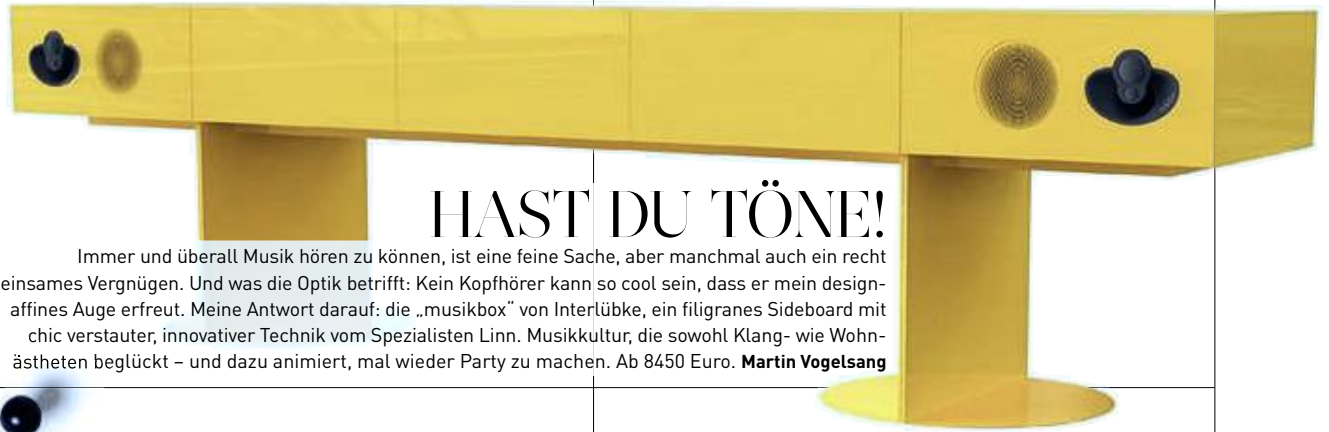 HAST DU TÖNE!
Immer und überall Musik hören zu können, ist eine feine Sache, aber manchmal auch ein recht
einsames Vergnügen. Und was die Optik betrifft: Kein Kopfhörer kann so cool sein, dass er mein design-
affines Auge erfreut. Meine Antwort darauf: die „musikbox“ von Interlübke, ein filigranes Sideboard mit
chic verstauter, innovativer Technik vom Spezialisten Linn. Musikkultur, die sowohl Klang- wie Wohn-
ästheten beglückt – und dazu animiert, mal wieder Party zu machen. Ab 8450 Euro. Martin Vogelsang